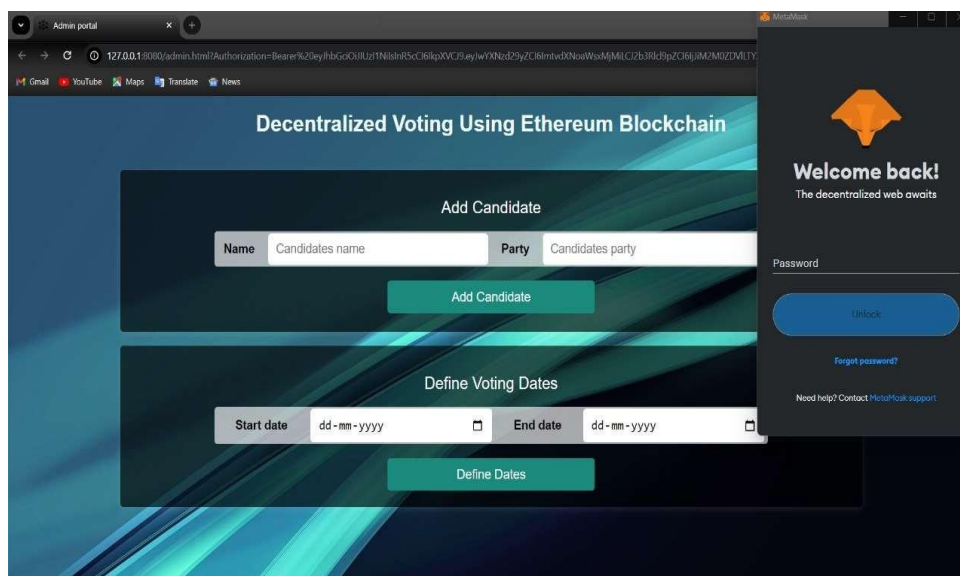 Admin portal
MetaMask
127.0.0.1:8080/admin.html?Authorization=Bearer%20
Gmail YouTube Maps Translate News
Decentralized Voting Using Ethereum Blockchain
Add Candidate
Name Candidates name Party Candidates party
Add Candidate
Define Voting Dates
Start date dd-mm-yyyy End date dd-mm-yyyy
Define Dates
Welcome back!
The decentralized web awaits
Password
Unlock
Forgot password?
Need help? Contact MetaMask support